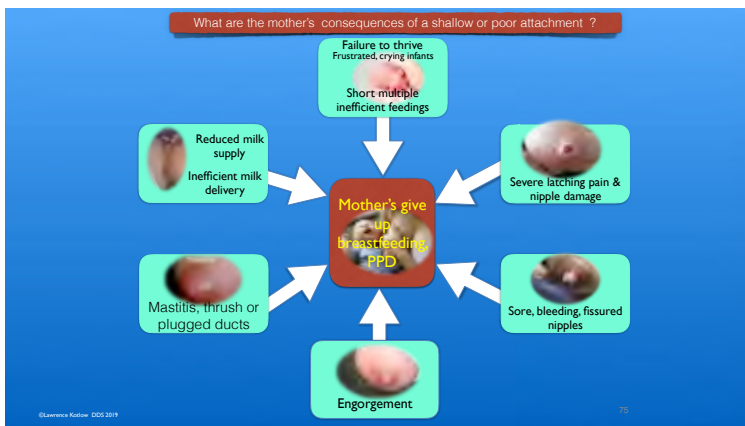 What are the mother's consequences of a shallow or poor attachment ?
Failure to thrive
Frustrated, crying infants
Short multiple
inefficient feedings
Reduced milk
supply
Inefficient milk
delivery
Severe latching pain &
nipple damage
Mother's give
up
breastfeeding,
PPD
Mastitis, thrush or
plugged ducts
Sore, bleeding, fissured
nipples
Engorgement
©Lawrence Kotlow DDS 2019
75